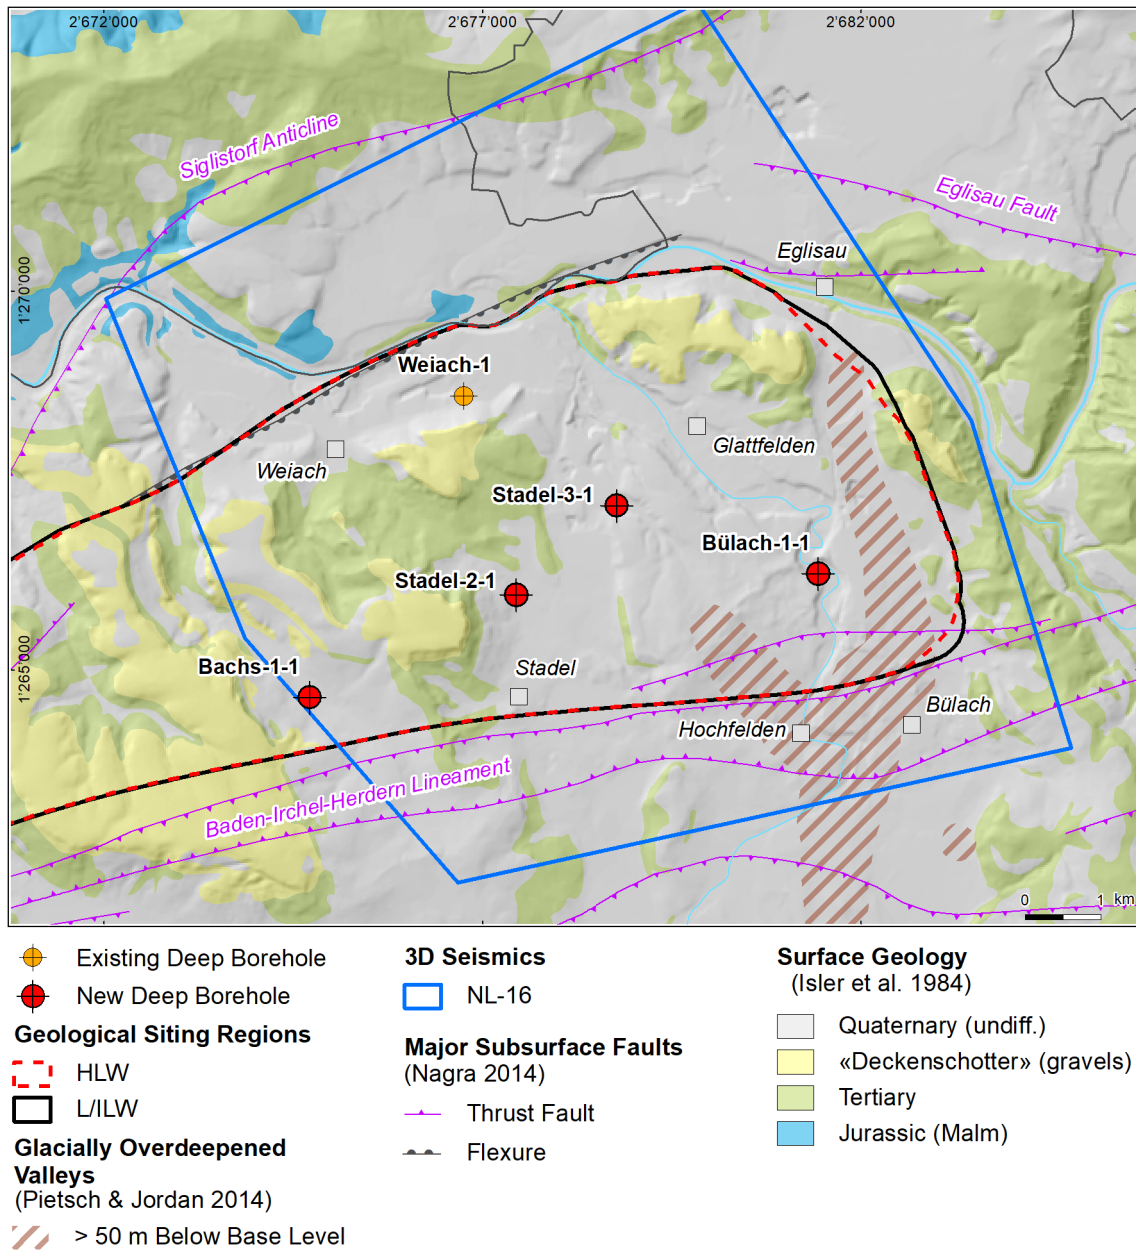 2'672'000
2'677'000
2'682'000
Siglistorf Anticline
Eglisau Fault
Eglisau
1'270'000
Weiach-1
Weiach
Glattfelden
Stadel-3-1
Bülach-1-1
Stadel-2-1
1'265'000
Bachs-1-1
Stadel
Bülach
Hochfelden
Baden-Irchel-Herdern Lineament
0 1 km
Existing Deep Borehole
New Deep Borehole
Geological Siting Regions
HLW
L/ILW
Glacially Overdeepened
Valleys
(Pietsch & Jordan 2014)
> 50 m Below Base Level
3D Seismics
NL-16
Major Subsurface Faults
(Nagra 2014)
Thrust Fault
Flexure
Surface Geology
(Isler et al. 1984)
Quaternary (undiff.)
«Deckenschotter» (gravels)
Tertiary
Jurassic (Malm)